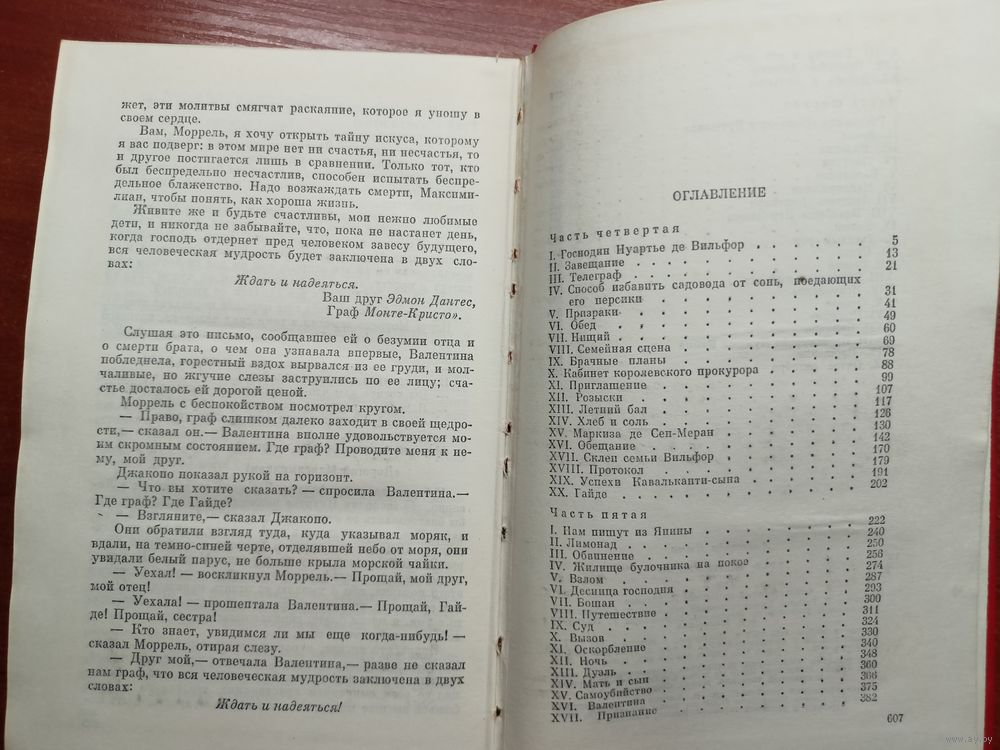 жет, эти молитвы смягчат раскаяние, которое я уношу в
своем сердце.
Вам, Моррель, я хочу открыть тайну искуса, которому
я вас подверг: в этом мире нет ни счастья, ни несчастья, то
и другое постигается лишь в сравнении. Только тот, кто
был беспредельно несчастлив, способен испытать беспре-
дельное блаженство. Надо возжаждать смерти, Максими-
лиан, чтобы понять, как хороша жизнь.
Живите же и будьте счастливы, мои нежно любимые
дети, и никогда не забывайте, что, пока не настанет день,
когда господь отдернет пред человеком завесу будущего,
вся человеческая мудрость будет заключена в двух сло-
вах:
Ждать и надеяться.
Ваш друг Эдмон Дантес,
Граф Монте-Кристо».
Слушая это письмо, сообщавшее ей о безумии отца и
о смерти брата, о чем она узнавала впервые, Валентина
побледнела, горестный вздох вырвался из ее груди, и мол-
чаливые, но жгучие слезы заструились по ее лицу; сча-
стье досталось ей дорогой ценой.
Моррель с беспокойством посмотрел кругом.
— Право, граф слишком далеко заходит в своей щедро-
сти,— сказал он.— Валентина вполне удовольствуется мо-
им скромным состоянием. Где граф? Проводите меня к не-
му, мой друг.
Джакопо показал рукой на горизонт.
— Что вы хотите сказать? — спросила Валентина.—
Где граф? Где Гайде?
— Взгляните,— сказал Джакопо.
Они обратили взгляд туда, куда указывал моряк, и
вдали, на темно-синей черте, отделявшей небо от моря, они
увидали белый парус, не больше крыла морской чайки.
— Уехал! — воскликнул Моррель.— Прощай, мой друг,
мой отец!
— Уехала! — прошептала Валентина.— Прощай, Гай-
де! Прощай, сестра!
— Кто знает, увидимся ли мы еще когда-нибудь! —
сказал Моррель, отирая слезу.
— Друг мой,— отвечала Валентина,— разве не сказал
нам граф, что вся человеческая мудрость заключена в двух
словах:
Ждать и надеяться!
ОГЛАВЛЕНИЕ
Часть четвертая
I. Господин Нуартье де Вильфор . . . . . . 5
II. Завещание . . . . . . 13
III. Телеграф . . . . . . 21
IV. Способ избавить садовода от сонь, поедающих
его персики . . . . . . 31
V. Призраки . . . . . . 41
VI. Обед . . . . . . 49
VII. Нищий . . . . . . 60
VIII. Семейная сцена . . . . . . 69
IX. Брачные планы . . . . . . 78
X. Кабинет королевского прокурора . . . . . . 88
XI. Приглашение . . . . . . 99
XII. Розыски . . . . . . 107
XIII. Летний бал . . . . . . 117
XIV. Хлеб и соль . . . . . . 126
XV. Маркиза де Сен-Меран . . . . . . 130
XVI. Обещание . . . . . . 142
XVII. Склеп семьи Вильфор . . . . . . 170
XVIII. Протокол . . . . . . 179
XIX. Успехи Кавальканти-сына . . . . . . 191
XX. Гайде . . . . . . 202
Часть пятая
I. Нам пишут из Янины . . . . . . 222
II. Лимонад . . . . . . 240
III. Обвинение . . . . . . 250
IV. Жилище булочника на покое . . . . . . 256
V. Взлом . . . . . . 274
VI. Десница господня . . . . . . 287
VII. Бошан . . . . . . 293
VIII. Путешествие . . . . . . 300
IX. Суд . . . . . . 311
X. Вызов . . . . . . 324
XI. Оскорбление . . . . . . 330
XII. Ночь . . . . . . 340
XIII. Дуэль . . . . . . 348
XIV. Мать и сын . . . . . . 360
XV. Самоубийство . . . . . . 366
XVI. Валентина . . . . . . 375
XVII. Признание . . . . . . 382
607
www.ay.by